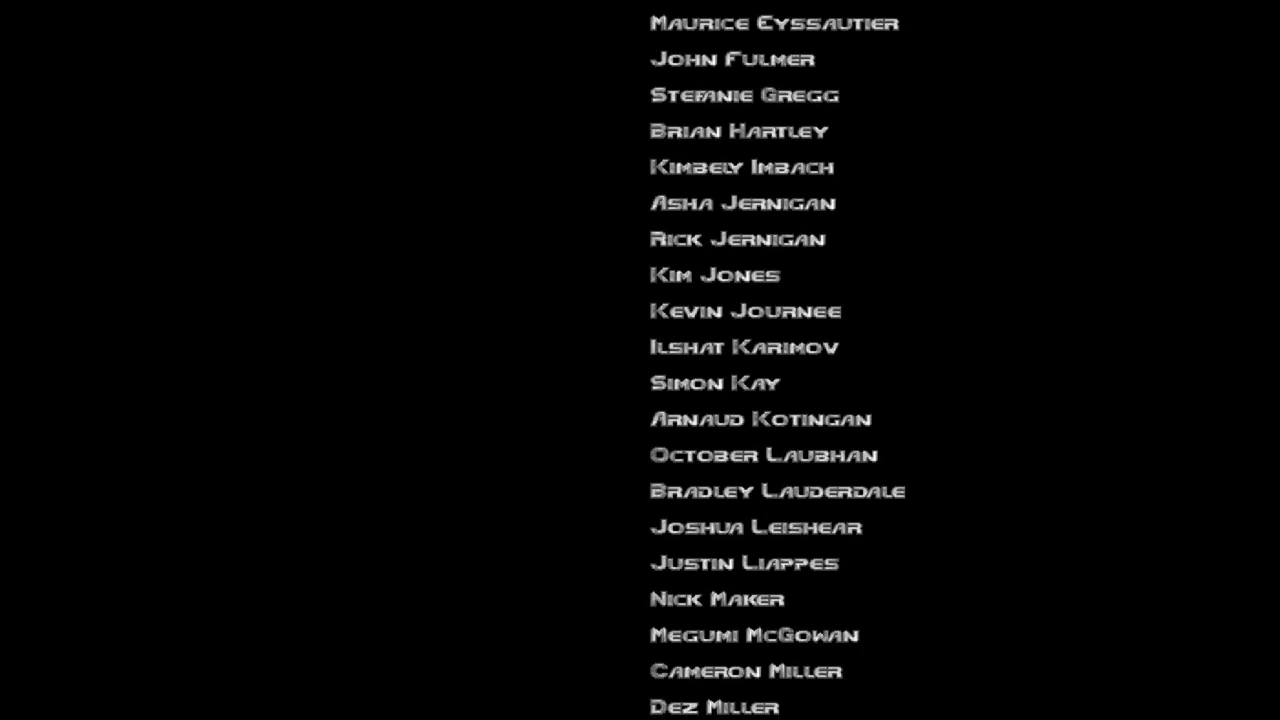 Maurice Eyssautier
John Fulmer
Stefanie Gregg
Brian Hartley
Kimbely Imbach
Asha Jernigan
Rick Jernigan
Kim Jones
Kevin Journee
Ilshat Karimov
Simon Kay
Arnaud Kotingan
October Laubhan
Bradley Lauderdale
Joshua Leishear
Justin Liappes
Nick Maker
Megumi McGowan
Cameron Miller
Dez Miller